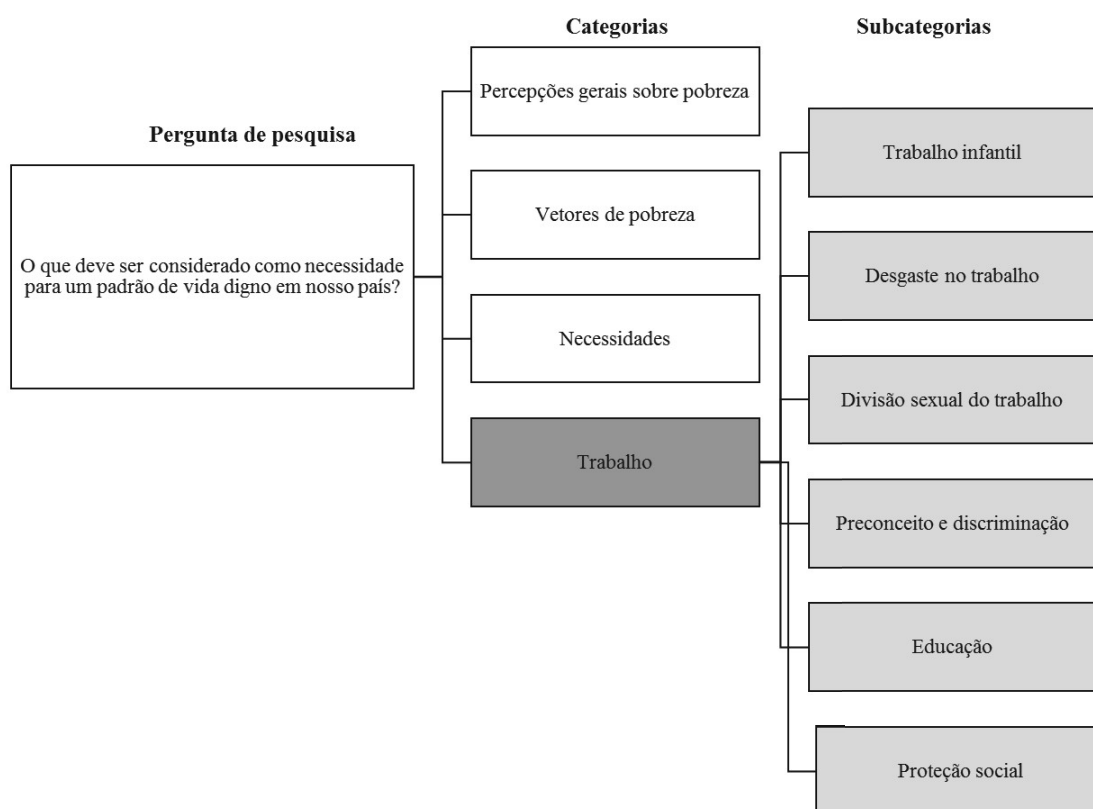 Pergunta de pesquisa
O que deve ser considerado como necessidade
para um padrão de vida digno em nosso país?
Categorias
Percepções gerais sobre pobreza
Vetores de pobreza
Necessidades
Trabalho
Subcategorias
Trabalho infantil
Desgaste no trabalho
Divisão sexual do trabalho
Preconceito e discriminação
Educação
Proteção social